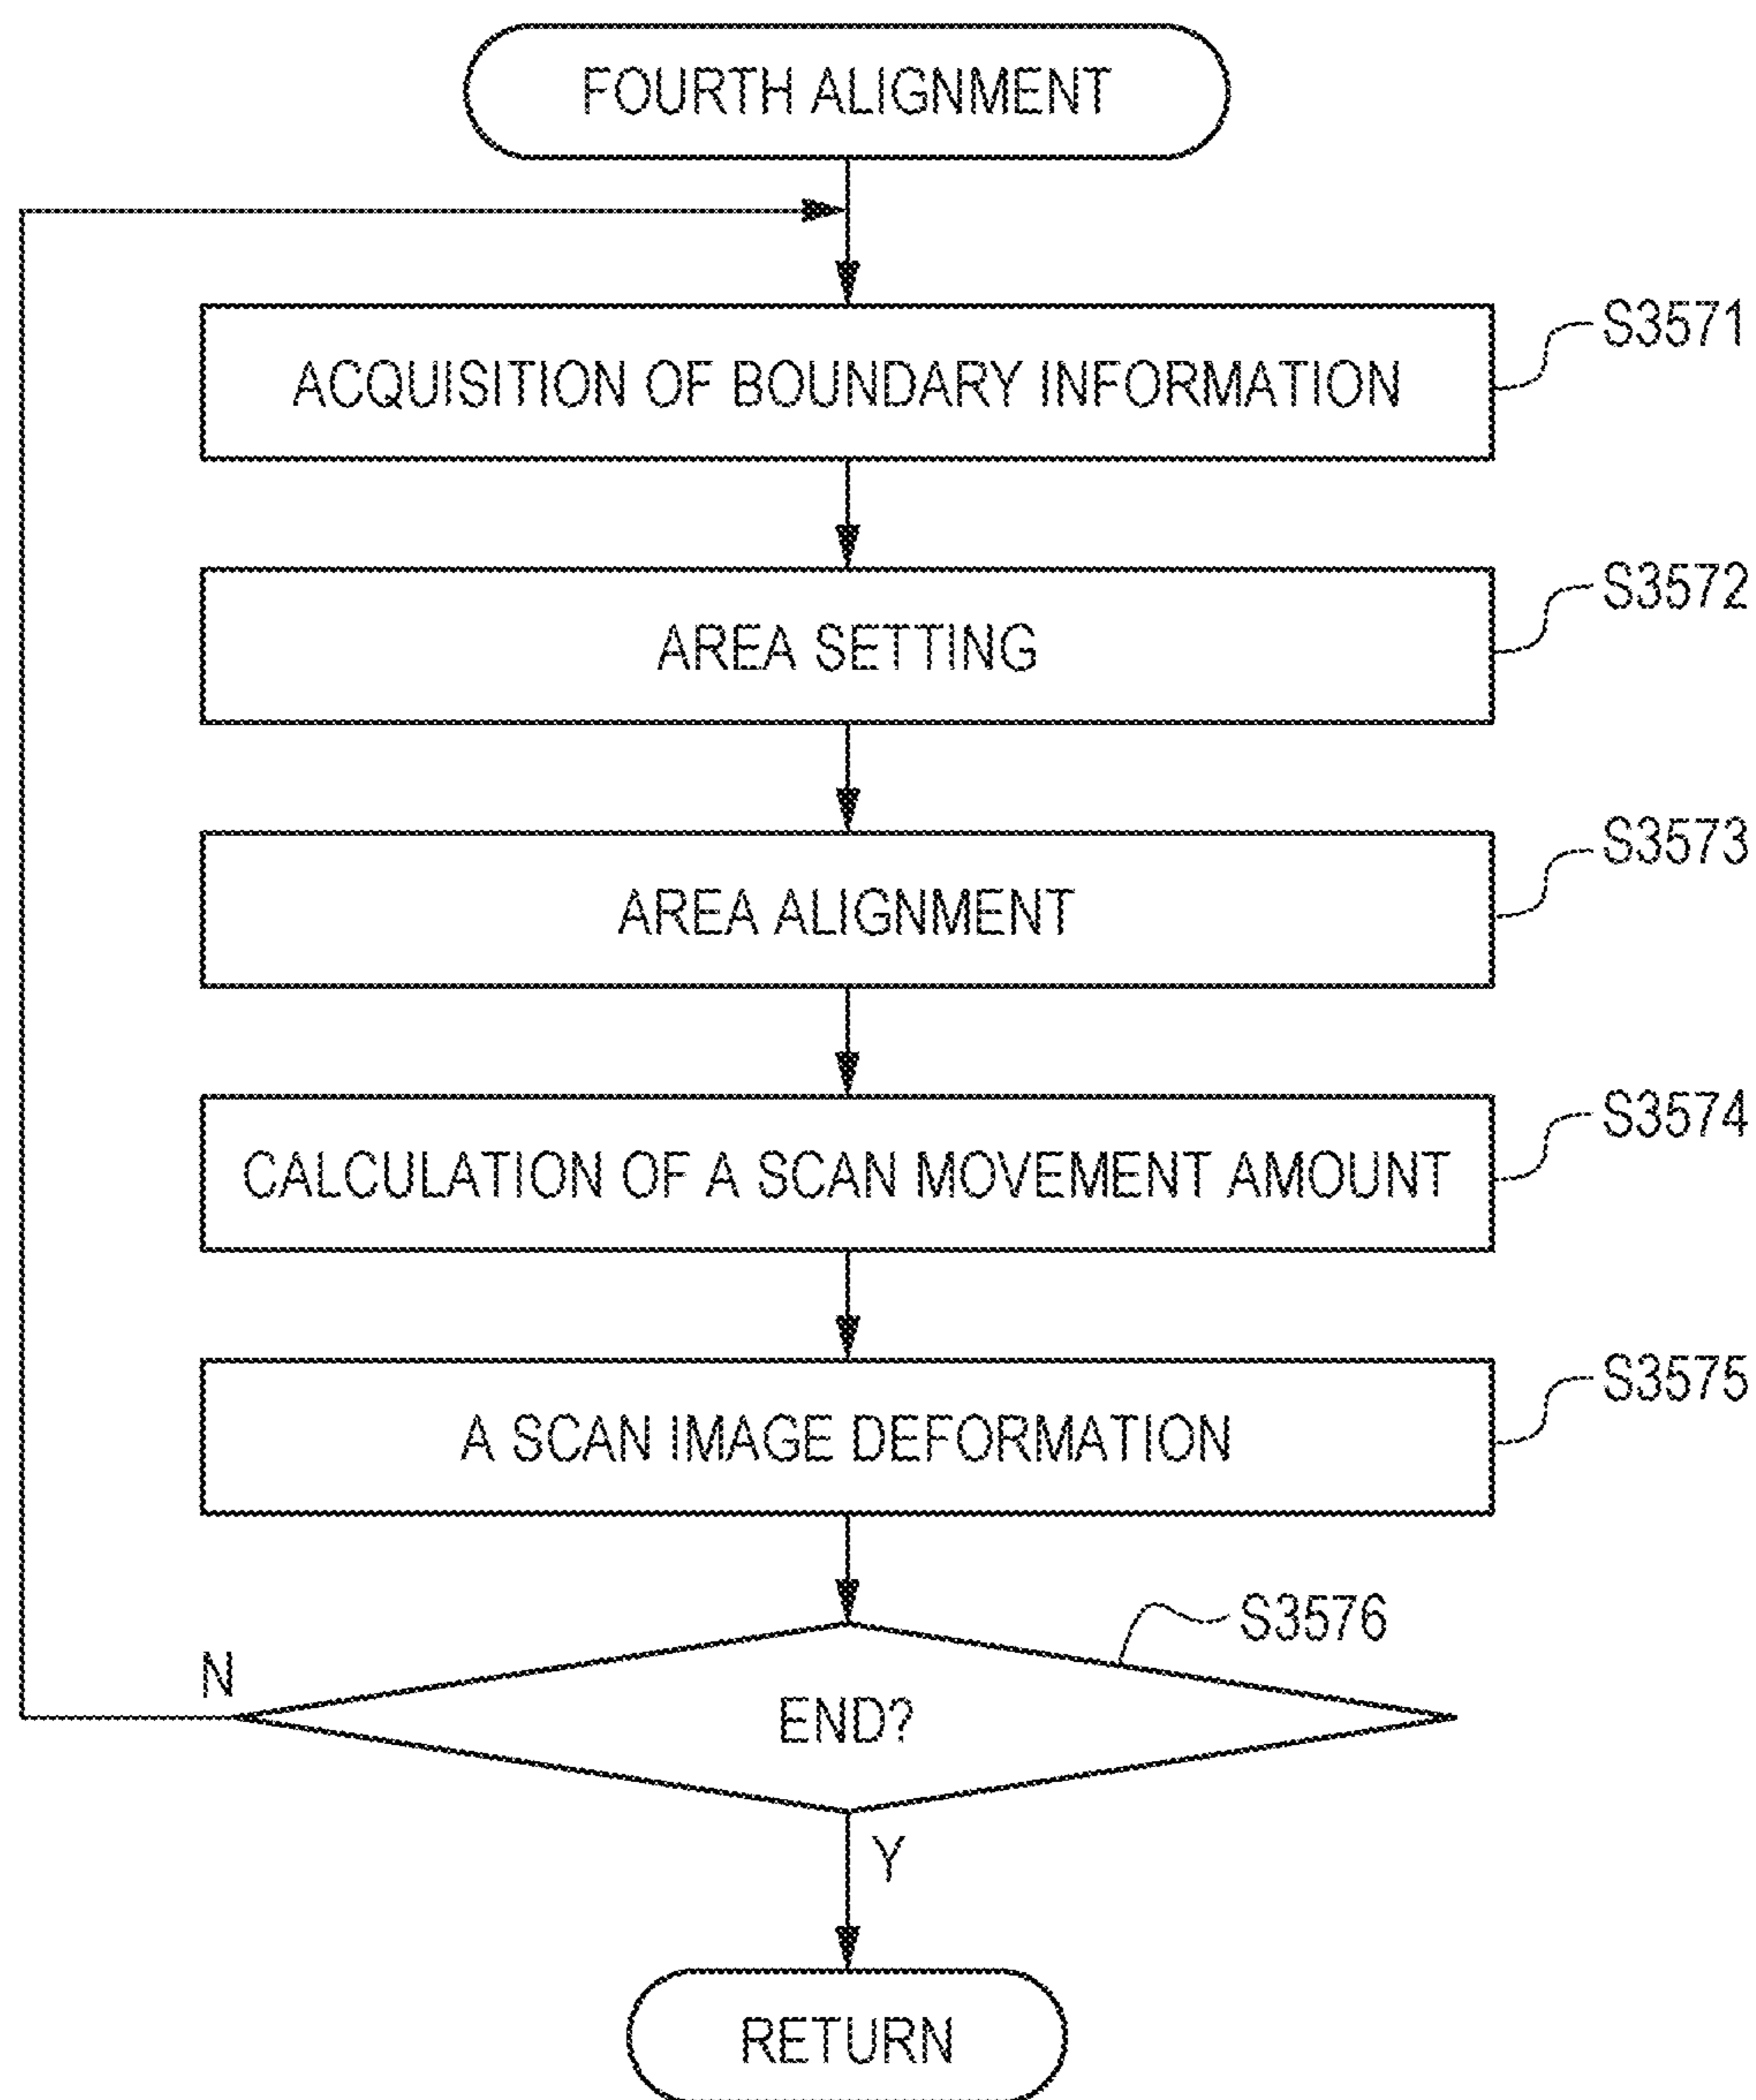 FOURTH ALIGNMENT
ACQUISITION OF BOUNDARY INFORMATION
S3571
AREA SETTING
S3572
AREA ALIGNMENT
S3573
CALCULATION OF A SCAN MOVEMENT AMOUNT
S3574
A SCAN IMAGE DEFORMATION
S3575
S3576
N
END?
Y
RETURN